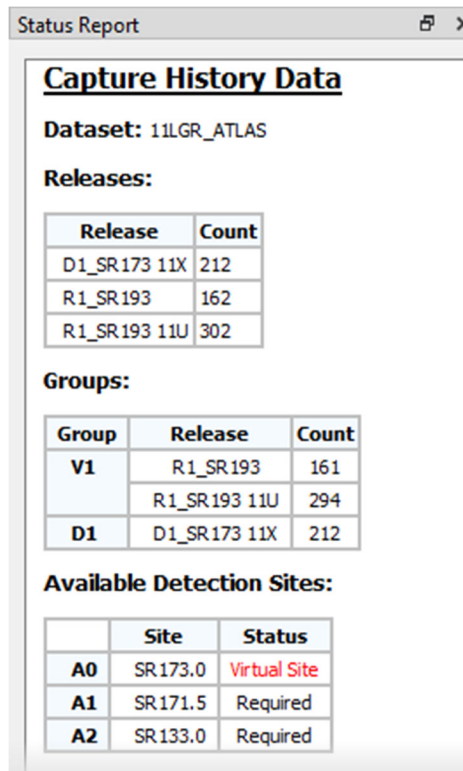 Status Report
Capture History Data
Dataset: 11LGR_ATLAS
Releases:
Release Count
D1_SR173 11X 212
R1_SR193 162
R1_SR193 11U 302
Groups:
Group Release Count
V1 R1_SR193 161
R1_SR193 11U 294
D1 D1_SR173 11X 212
Available Detection Sites:
Site Status
A0 SR173.0 Virtual Site
A1 SR171.5 Required
A2 SR133.0 Required